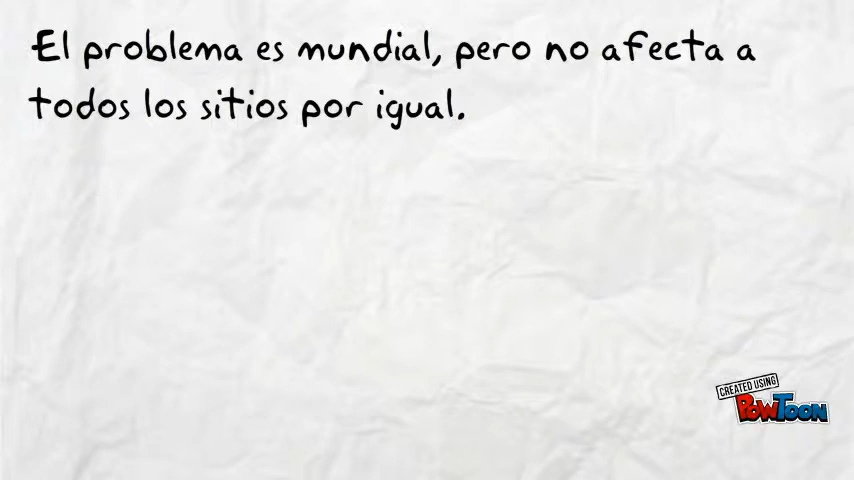 El problema es mundial, pero no afecta a
todos los sitios por igual.
CREATED USING
POWTOON